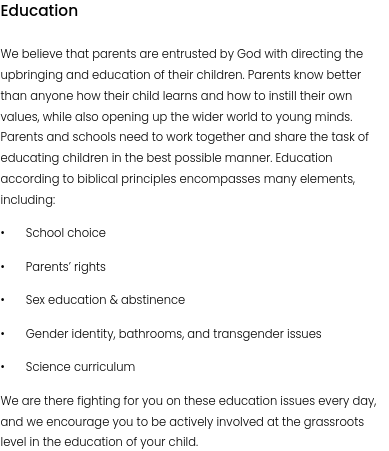 Education
We believe that parents are entrusted by God with directing the
upbringing and education of their children. Parents know better
than anyone how their child learns and how to instill their own
values, while also opening up the wider world to young minds.
Parents and schools need to work together and share the task of
educating children in the best possible manner. Education
according to biblical principles encompasses many elements,
including:
• School choice
• Parents’ rights
• Sex education & abstinence
• Gender identity, bathrooms, and transgender issues
• Science curriculum
We are there fighting for you on these education issues every day,
and we encourage you to be actively involved at the grassroots
level in the education of your child.